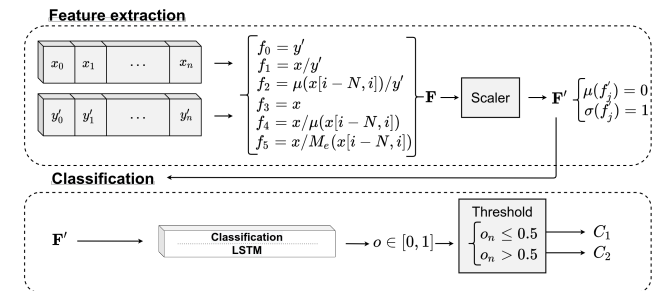 Feature extraction
x₀ x₁ ... xₙ
y′₀ y′₁ ... y′ₙ
f₀ = y′
f₁ = x/y′
f₂ = μ(x[i − N, i])/y′
f₃ = x
f₄ = x/μ(x[i − N, i])
f₅ = x/Mₑ(x[i − N, i])
F
Scaler
F′
μ(f′ⱼ) = 0
σ(f′ⱼ) = 1
Classification
F′
Classification
LSTM
o ∈ [0, 1]
Threshold
oₙ ≤ 0.5
oₙ > 0.5
C₁
C₂